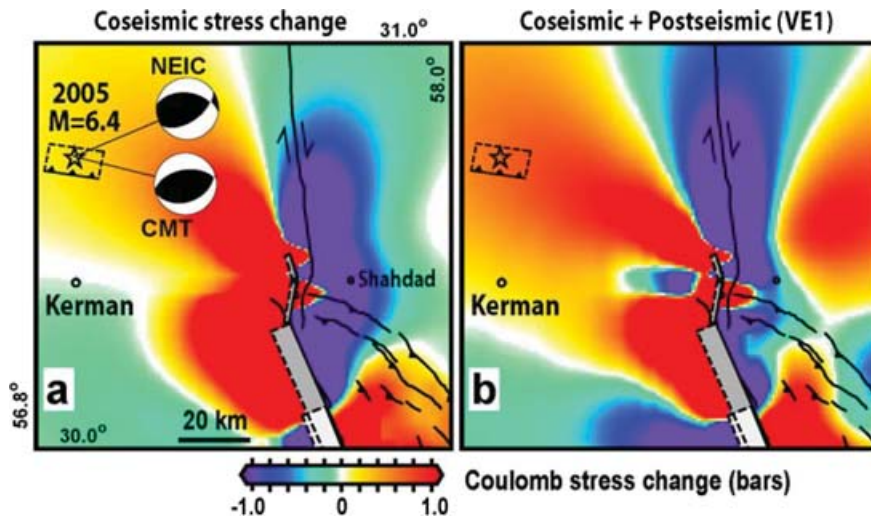 Coseismic stress change
31.0°
Coseismic + Postseismic (VE1)
NEIC
58.0°
2005
M=6.4
CMT
Shahdad
Kerman
Kerman
a
b
56.8°
30.0°
20 km
-1.0
0
1.0
Coulomb stress change (bars)